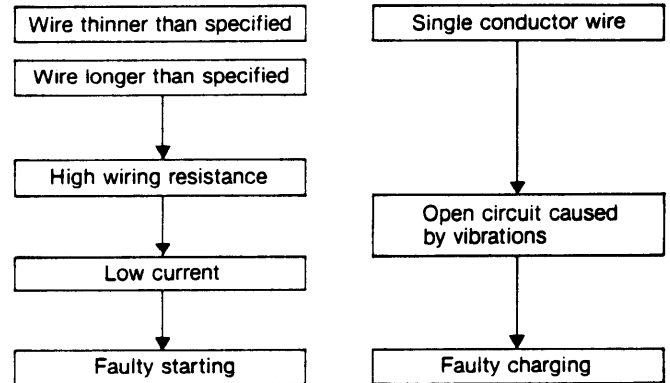 Wire thinner than specified
Wire longer than specified
High wiring resistance
Low current
Faulty starting
Single conductor wire
Open circuit caused
by vibrations
Faulty charging